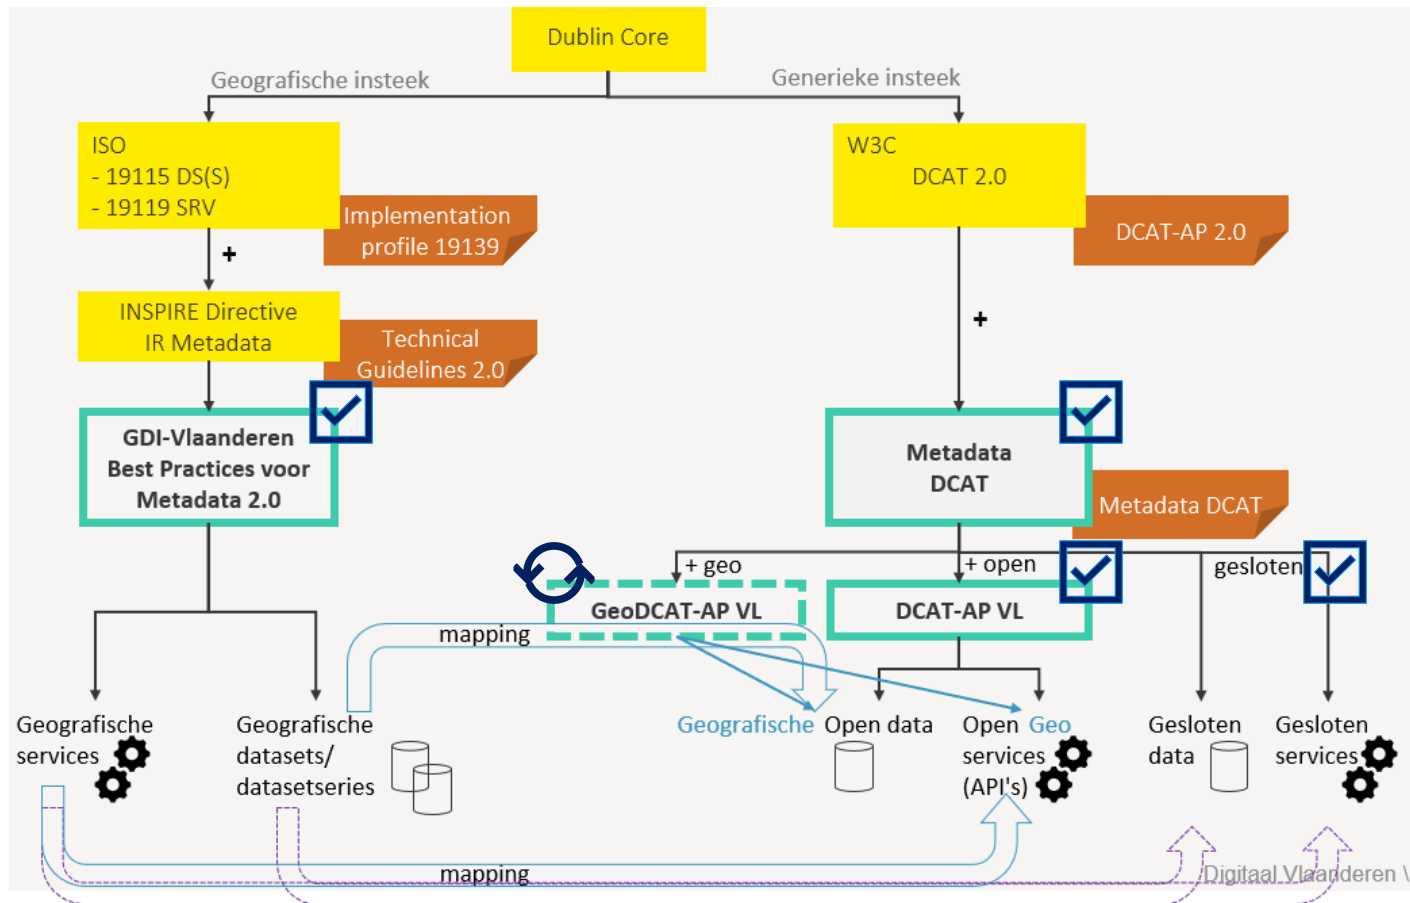 Dublin Core
Geografische insteek
Generieke insteek
ISO
- 19115 DS(S)
- 19119 SRV
Implementation
profile 19139
W3C
DCAT 2.0
DCAT-AP 2.0
+
INSPIRE Directive
IR Metadata
Technical
Guidelines 2.0
+
GDI-Vlaanderen
Best Practices voor
Metadata 2.0
Metadata
DCAT
Metadata DCAT
+ geo
+ open
gesloten
GeoDCAT-AP VL
DCAT-AP VL
mapping
Geografische
services
Geografische
datasets/
datasetseries
Geografische Open data
Open Geo
services
(API's)
Gesloten
data
Gesloten
services
mapping
Digitaal Vlaanderen \